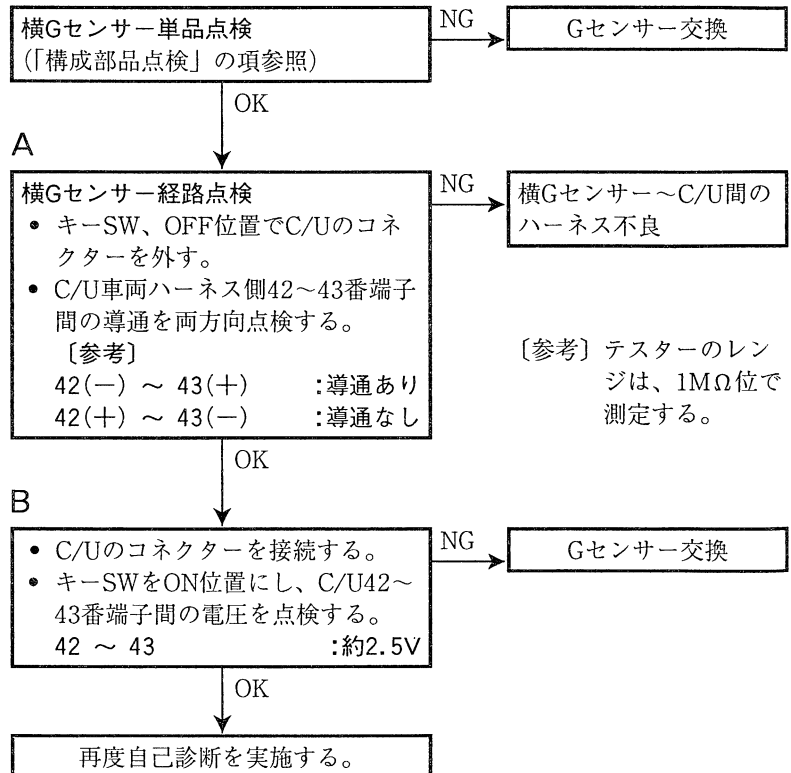 横Gセンサー単品点検
(「構成部品点検」の項参照)
NG
Gセンサー交換
OK
A
横Gセンサー経路点検
● キーSW、OFF位置でC/Uのコネ
クターを外す。
● C/U車両ハーネス側42～43番端子
間の導通を両方向点検する。
〔参考〕
42(－) ～ 43(＋) :導通あり
42(＋) ～ 43(－) :導通なし
NG
横Gセンサー～C/U間の
ハーネス不良
〔参考〕テスターのレン
ジは、1MΩ位で
測定する。
OK
B
● C/Uのコネクターを接続する。
● キーSWをON位置にし、C/U42～
43番端子間の電圧を点検する。
42 ～ 43 :約2.5V
NG
Gセンサー交換
OK
再度自己診断を実施する。